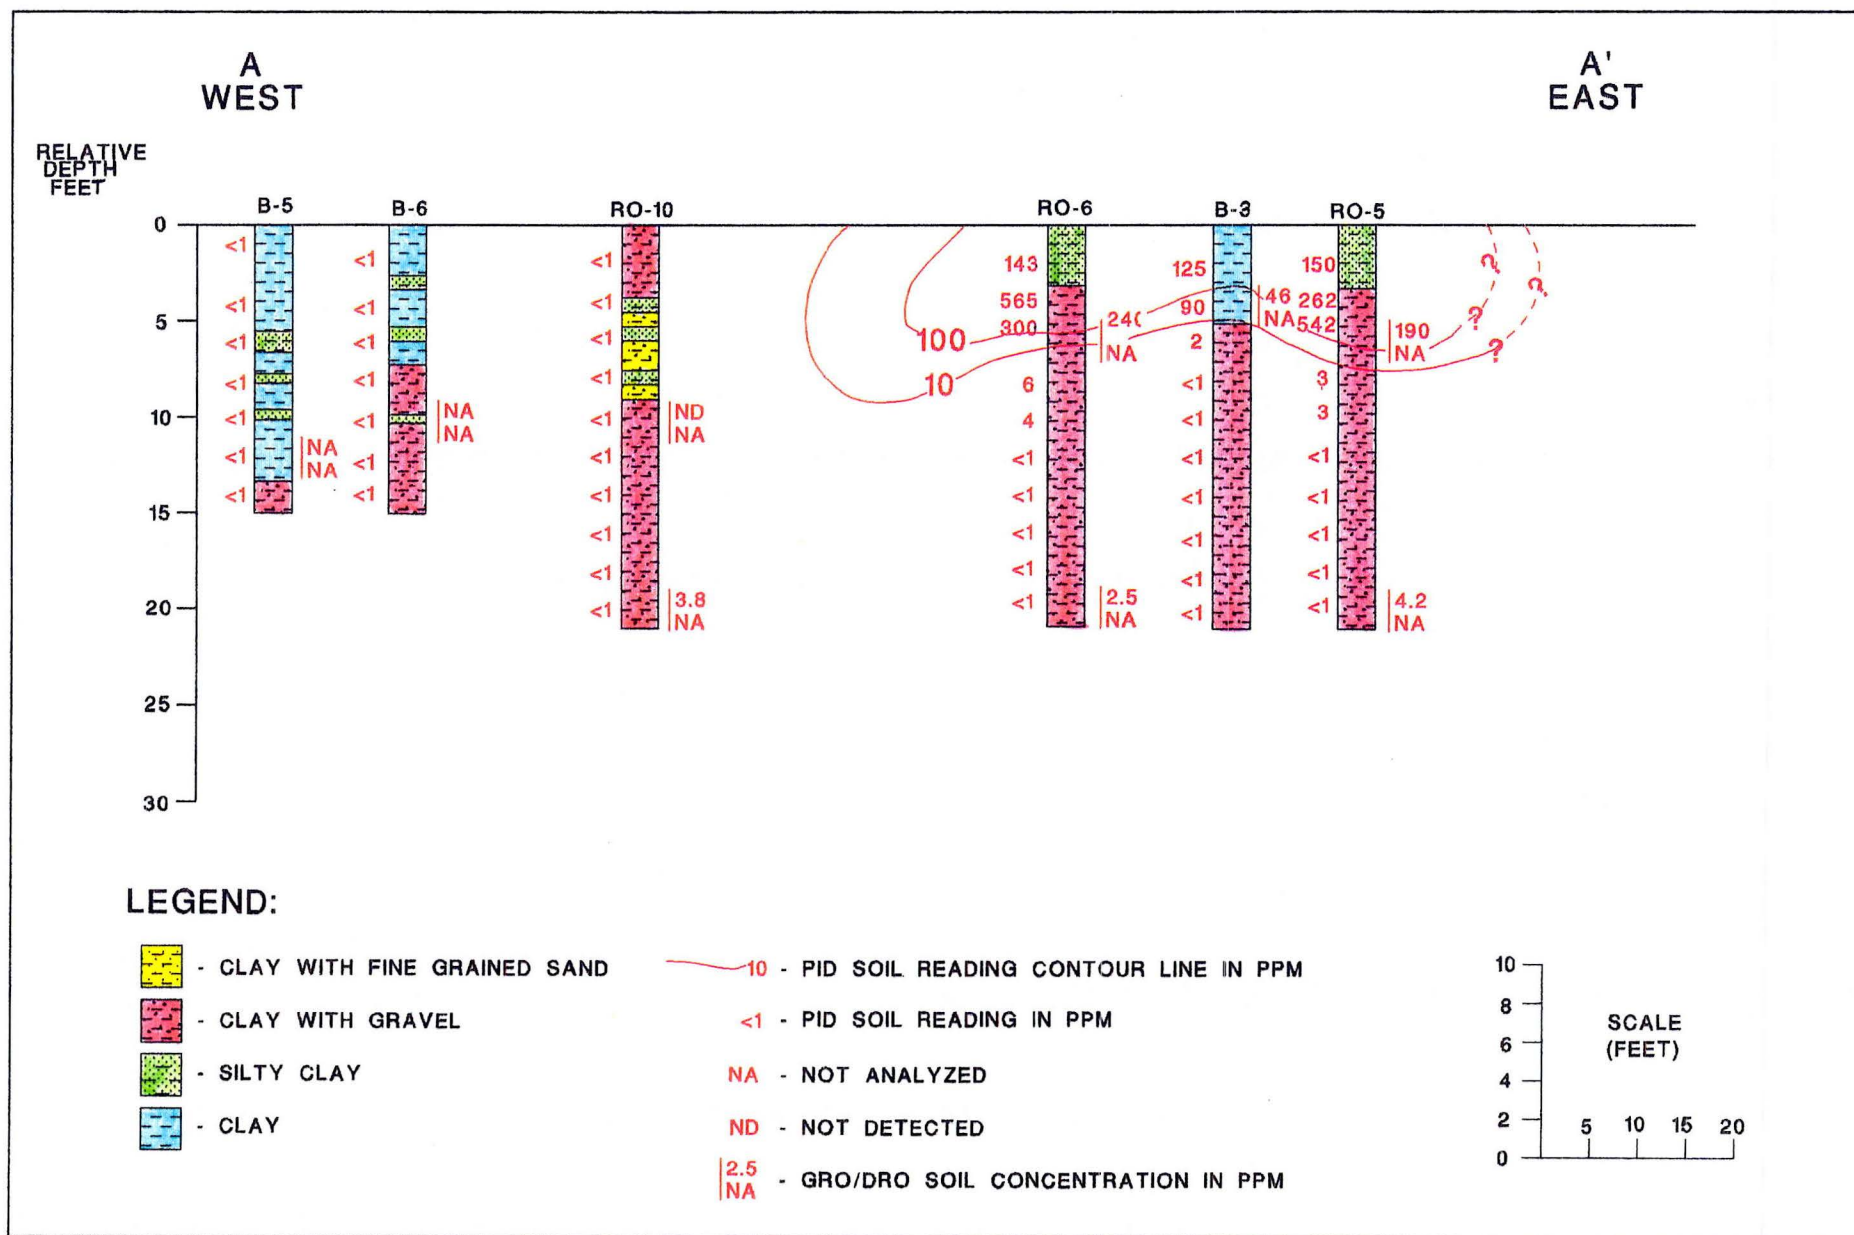 A
WEST
A'
EAST
RELATIVE
DEPTH
FEET
B-5
B-6
RO-10
RO-6
B-3
RO-5
0
5
10
15
20
25
30
<1
<1
<1
<1
<1
<1
<1
NA
NA
<1
<1
<1
<1
<1
<1
<1
NA
NA
<1
<1
<1
<1
<1
<1
<1
<1
<1
<1
ND
NA
3.8
NA
100
10
143
565
300
6
4
<1
<1
<1
<1
<1
NA
2.5
NA
125
90
2
<1
<1
<1
<1
<1
<1
<1
46
NA
150
262
542
3
3
<1
<1
<1
<1
<1
190
NA
4.2
NA
?
?
?
?
LEGEND:
- CLAY WITH FINE GRAINED SAND
- CLAY WITH GRAVEL
- SILTY CLAY
- CLAY
10 - PID SOIL READING CONTOUR LINE IN PPM
<1 - PID SOIL READING IN PPM
NA - NOT ANALYZED
ND - NOT DETECTED
2.5
NA - GRO/DRO SOIL CONCENTRATION IN PPM
10
8
6
4
2
0
5 10 15 20
SCALE
(FEET)